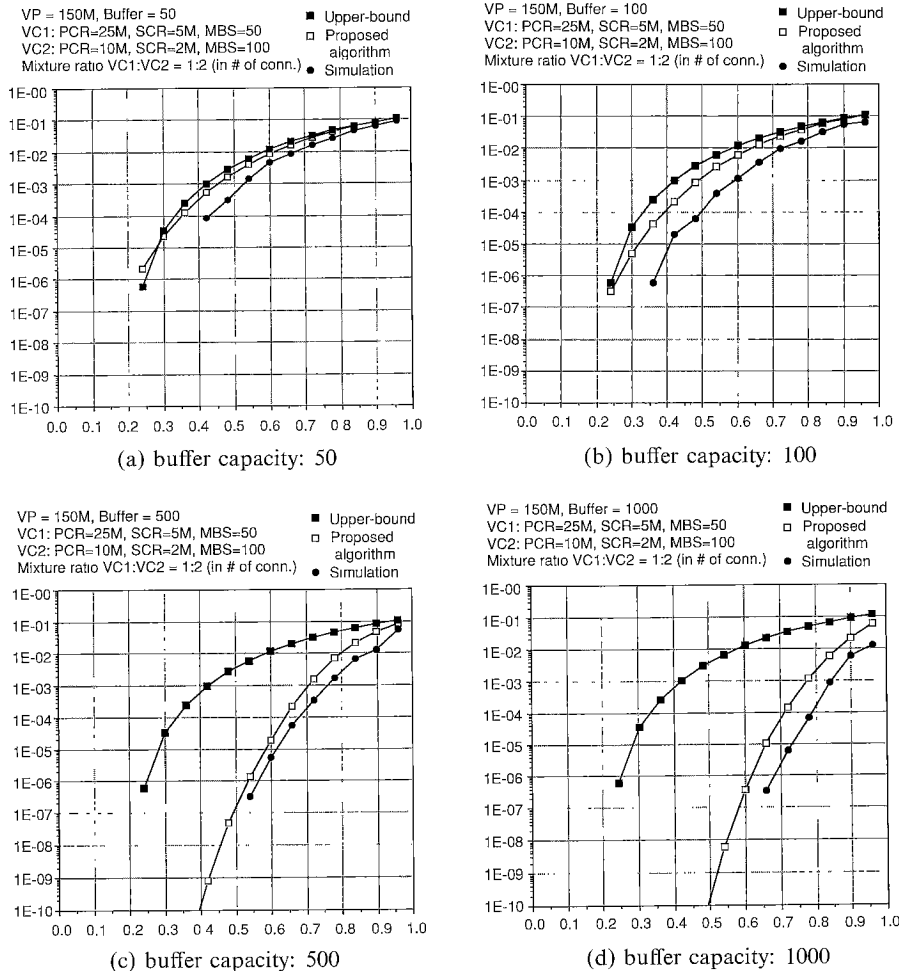 VP = 150M, Buffer = 50
VC1: PCR=25M, SCR=5M, MBS=50
VC2: PCR=10M, SCR=2M, MBS=100
Mixture ratio VC1:VC2 = 1:2 (in # of conn.)
Upper-bound
Proposed
algorithm
Simulation
1E-00
1E-01
1E-02
1E-03
1E-04
1E-05
1E-06
1E-07
1E-08
1E-09
1E-10
0.0 0.1 0.2 0.3 0.4 0.5 0.6 0.7 0.8 0.9 1.0
(a) buffer capacity: 50
VP = 150M, Buffer = 100
VC1: PCR=25M, SCR=5M, MBS=50
VC2: PCR=10M, SCR=2M, MBS=100
Mixture ratio VC1:VC2 = 1:2 (in # of conn.)
Upper-bound
Proposed
algorithm
Simulation
1E-00
1E-01
1E-02
1E-03
1E-04
1E-05
1E-06
1E-07
1E-08
1E-09
1E-10
0.0 0.1 0.2 0.3 0.4 0.5 0.6 0.7 0.8 0.9 1.0
(b) buffer capacity: 100
VP = 150M, Buffer = 500
VC1: PCR=25M, SCR=5M, MBS=50
VC2: PCR=10M, SCR=2M, MBS=100
Mixture ratio VC1:VC2 = 1:2 (in # of conn.)
Upper-bound
Proposed
algorithm
Simulation
1E-00
1E-01
1E-02
1E-03
1E-04
1E-05
1E-06
1E-07
1E-08
1E-09
1E-10
0.0 0.1 0.2 0.3 0.4 0.5 0.6 0.7 0.8 0.9 1.0
(c) buffer capacity: 500
VP = 150M, Buffer = 1000
VC1: PCR=25M, SCR=5M, MBS=50
VC2: PCR=10M, SCR=2M, MBS=100
Mixture ratio VC1:VC2 = 1:2 (in # of conn.)
Upper-bound
Proposed
algorithm
Simulation
1E-00
1E-01
1E-02
1E-03
1E-04
1E-05
1E-06
1E-07
1E-08
1E-09
1E-10
0.0 0.1 0.2 0.3 0.4 0.5 0.6 0.7 0.8 0.9 1.0
(d) buffer capacity: 1000